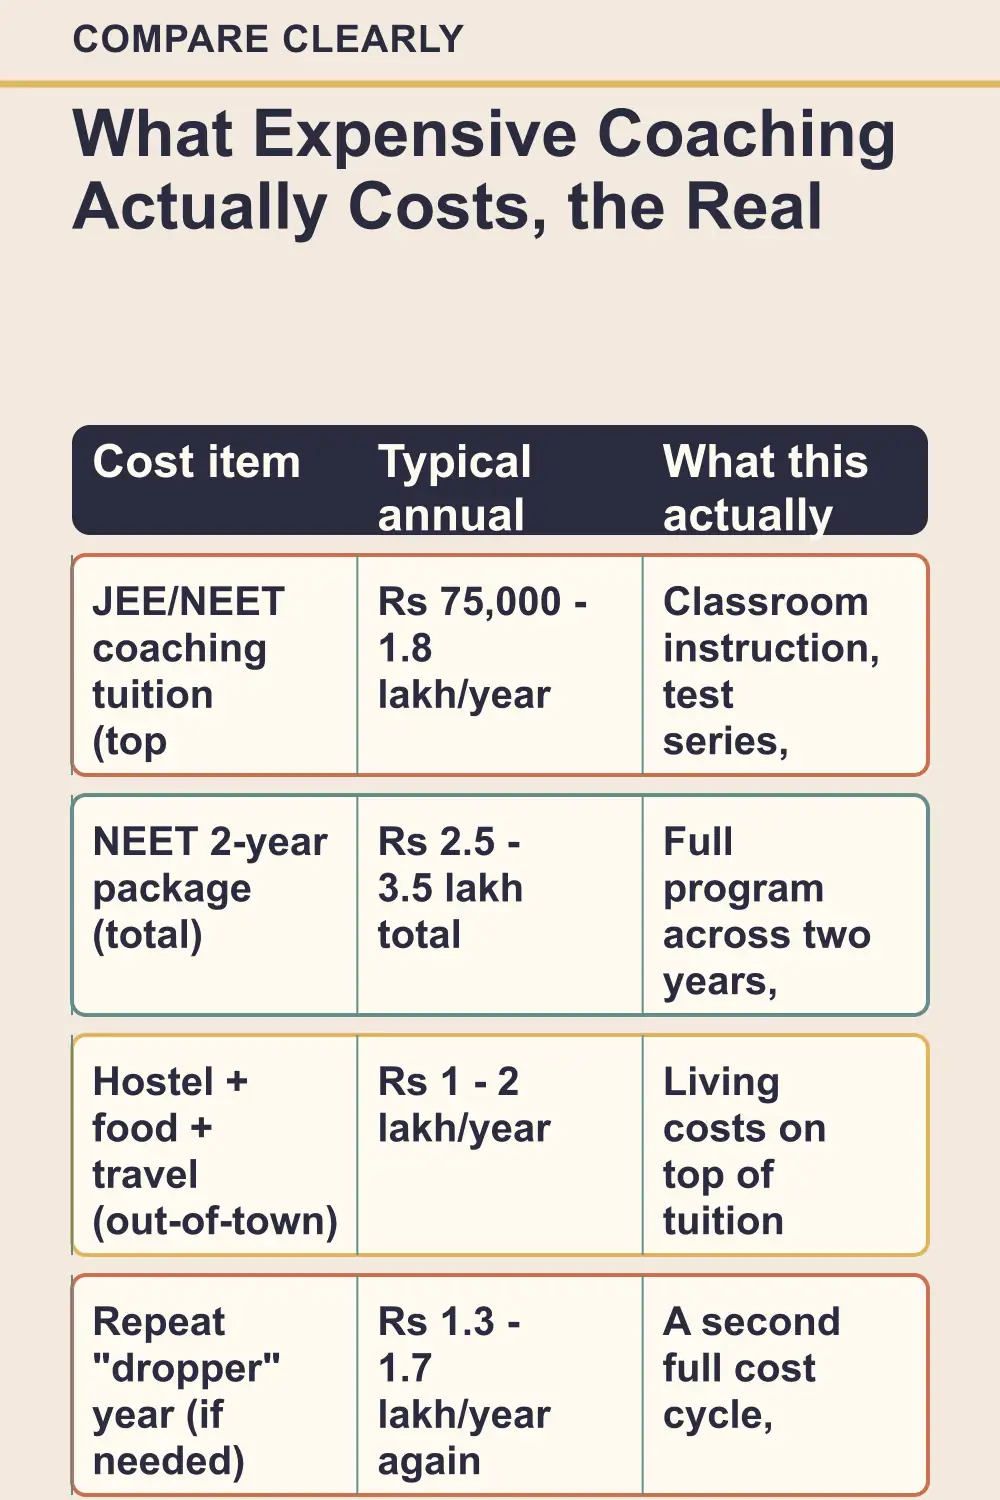 COMPARE CLEARLY
What Expensive Coaching
Actually Costs, the Real
Cost item
Typical
annual
What this
actually
JEE/NEET
coaching
tuition
(top
Rs 75,000 -
1.8
lakh/year
Classroom
instruction,
test
series,
NEET 2-year
package
(total)
Rs 2.5 -
3.5 lakh
total
Full
program
across two
years,
Hostel +
food +
travel
(out-of-town)
Rs 1 - 2
lakh/year
Living
costs on
top of
tuition
Repeat
"dropper"
year (if
needed)
Rs 1.3 -
1.7
lakh/year
again
A second
full cost
cycle,